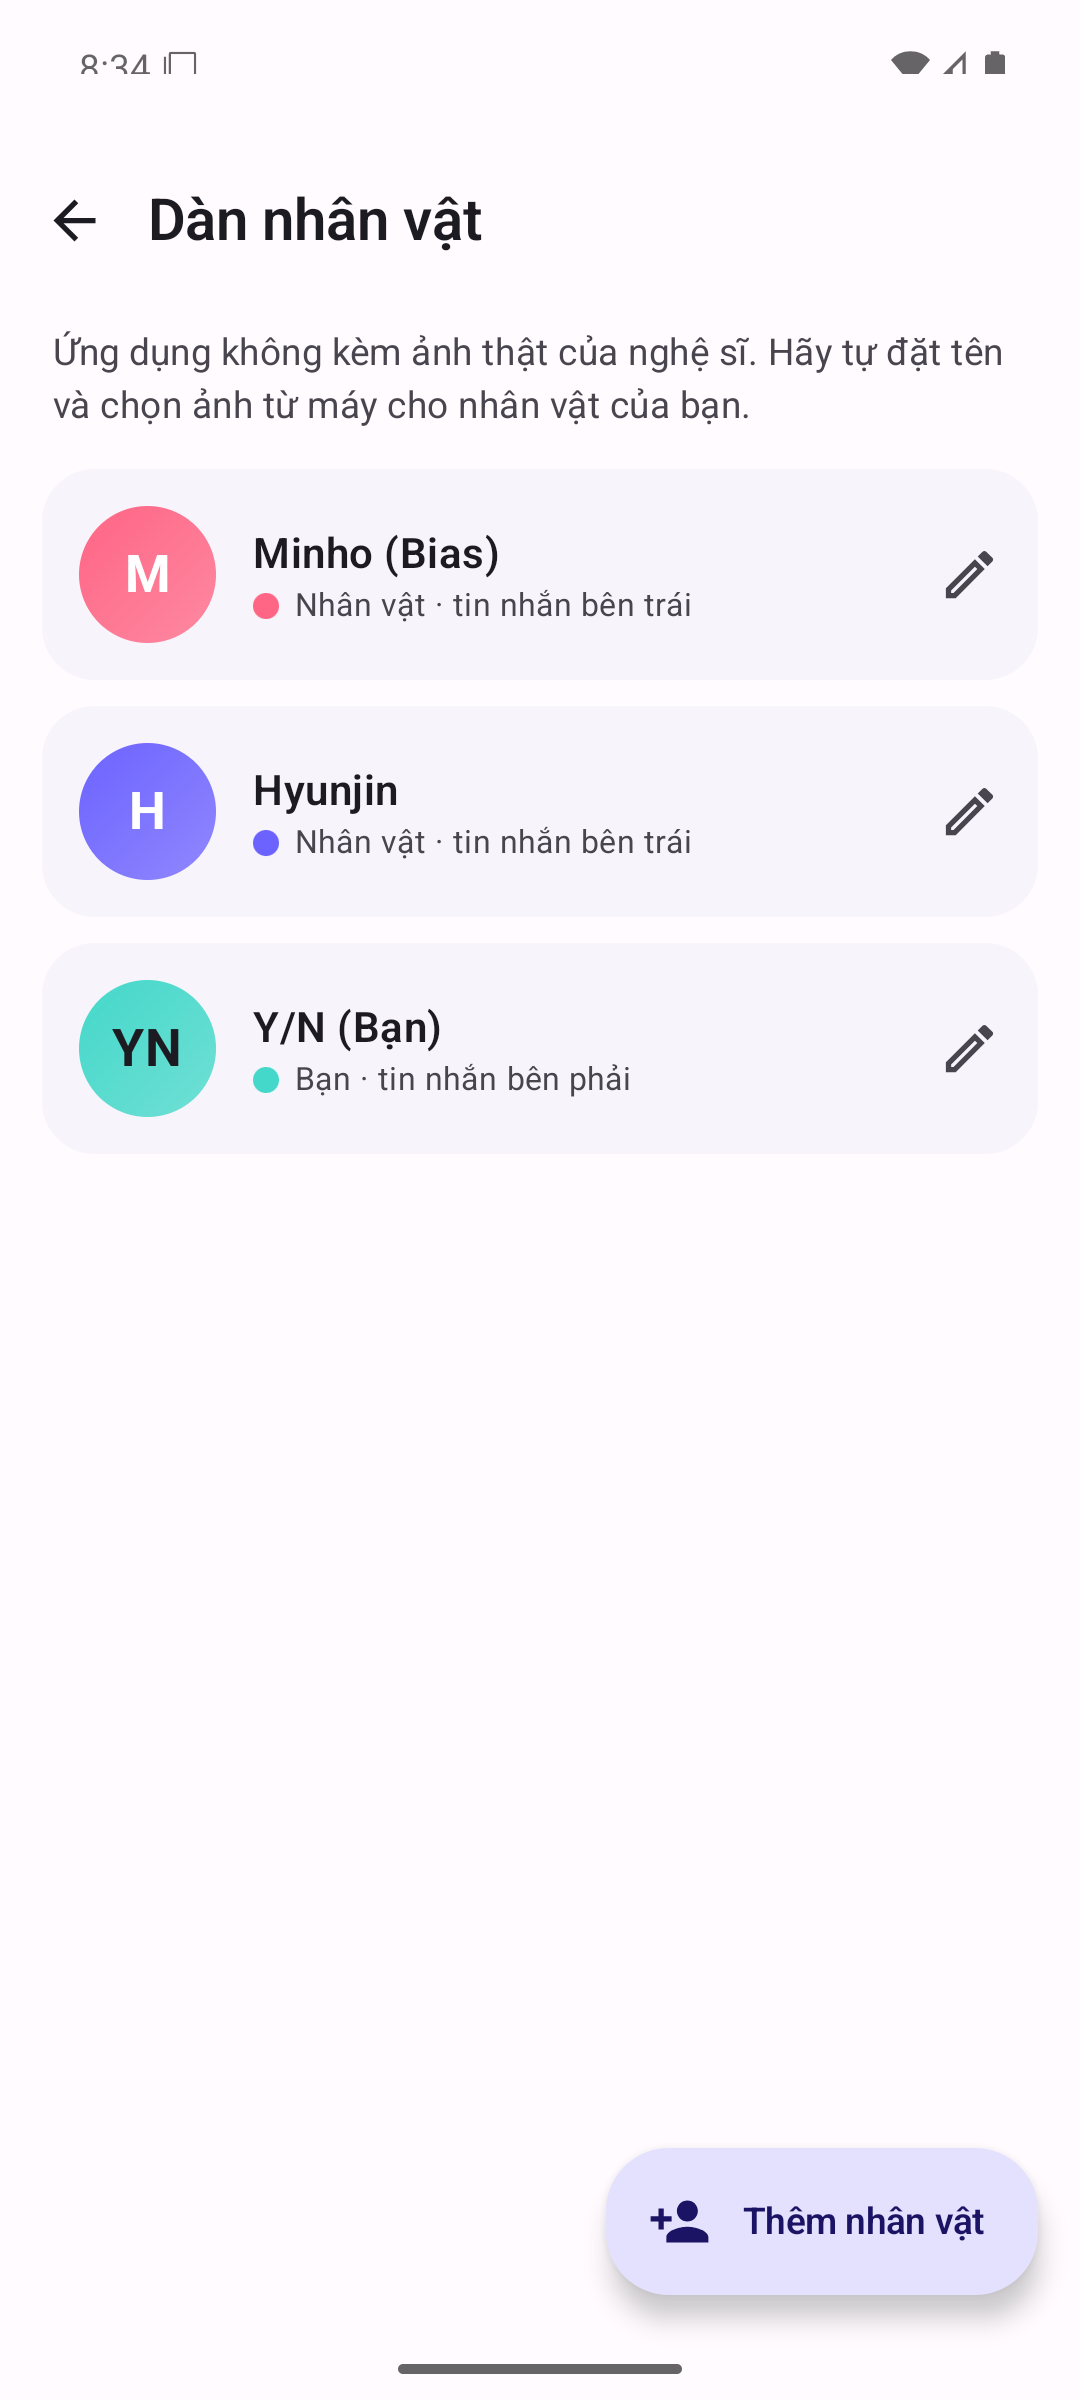 8:34
Dàn nhân vật
Ứng dụng không kèm ảnh thật của nghệ sĩ. Hãy tự đặt tên
và chọn ảnh từ máy cho nhân vật của bạn.
M
Minho (Bias)
Nhân vật · tin nhắn bên trái
H
Hyunjin
Nhân vật · tin nhắn bên trái
YN
Y/N (Bạn)
Bạn · tin nhắn bên phải
Thêm nhân vật